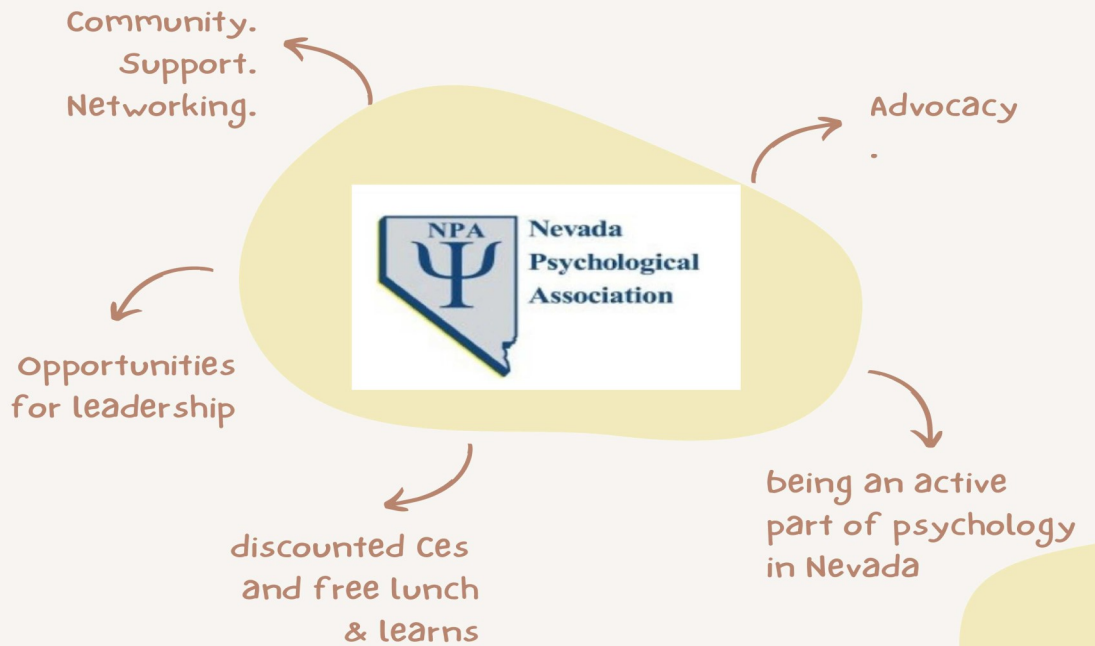 Community.
Support.
Networking.
Advocacy
.
NPA
Ψ
Nevada
Psychological
Association
Opportunities
for leadership
being an active
part of psychology
in Nevada
discounted Ces
and free lunch
& learns